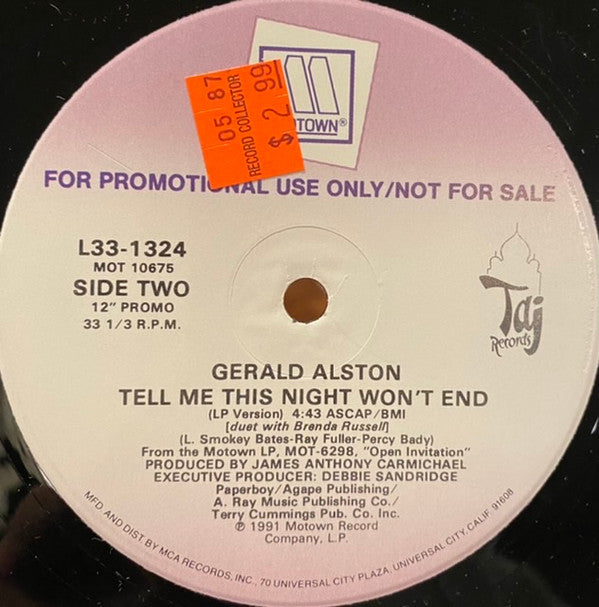 05 87
RECORD COLLECTOR
$ 2 99
TOWN®
FOR PROMOTIONAL USE ONLY/NOT FOR SALE
L33-1324
MOT 10675
SIDE TWO
12" PROMO
33 1/3 R.P.M.
Taj
Records
GERALD ALSTON
TELL ME THIS NIGHT WON'T END
(LP Version) 4:43 ASCAP/BMI
[duet with Brenda Russell]
(L. Smokey Bates-Ray Fuller-Percy Bady)
From the Motown LP, MOT-6298, "Open Invitation"
PRODUCED BY JAMES ANTHONY CARMICHAEL
EXECUTIVE PRODUCER: DEBBIE SANDRIDGE
Paperboy/Agape Publishing/
A. Ray Music Publishing Co./
Terry Cummings Pub. Co. Inc.
℗ 1991 Motown Record
Company, L.P.
MFD AND DIST BY MCA RECORDS, INC., 70 UNIVERSAL CITY PLAZA, UNIVERSAL CITY, CALIF. 91608